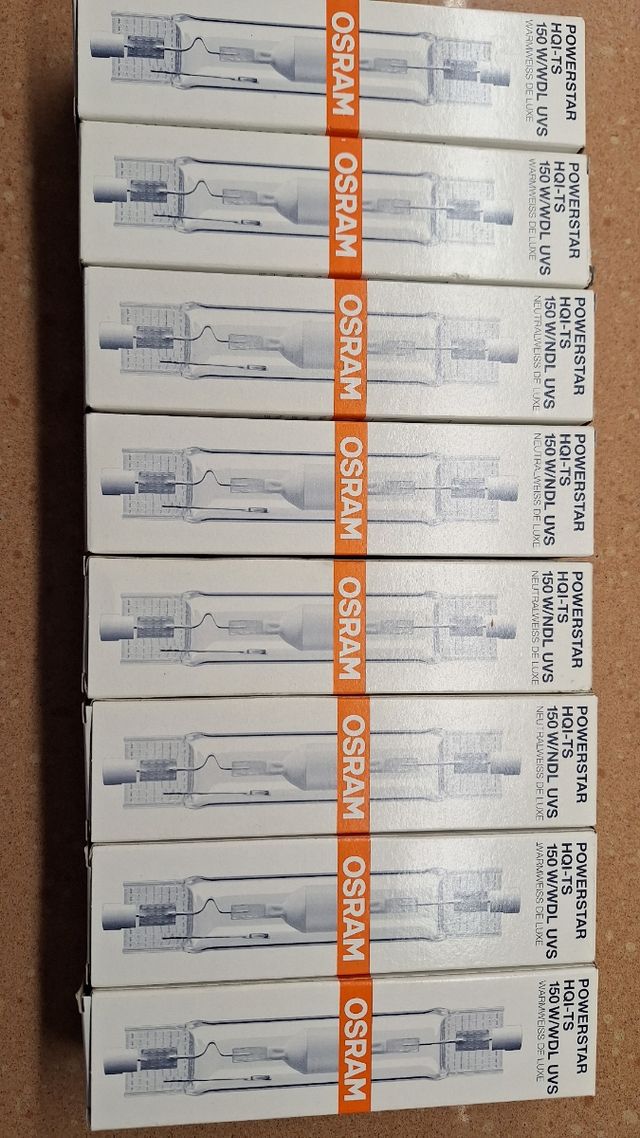 OSRAM
POWERSTAR
HQI-TS
150 W/WDL UVS
WARMWEISS DE LUXE
OSRAM
POWERSTAR
HQI-TS
150 W/WDL UVS
WARMWEISS DE LUXE
OSRAM
POWERSTAR
HQI-TS
150 W/NDL UVS
NEUTRALWEISS DE LUXE
OSRAM
POWERSTAR
HQI-TS
150 W/NDL UVS
NEUTRALWEISS DE LUXE
OSRAM
POWERSTAR
HQI-TS
150 W/NDL UVS
NEUTRALWEISS DE LUXE
OSRAM
POWERSTAR
HQI-TS
150 W/NDL UVS
NEUTRALWEISS DE LUXE
OSRAM
POWERSTAR
HQI-TS
150 W/WDL UVS
WARMWEISS DE LUXE
OSRAM
POWERSTAR
HQI-TS
150 W/WDL UVS
WARMWEISS DE LUXE